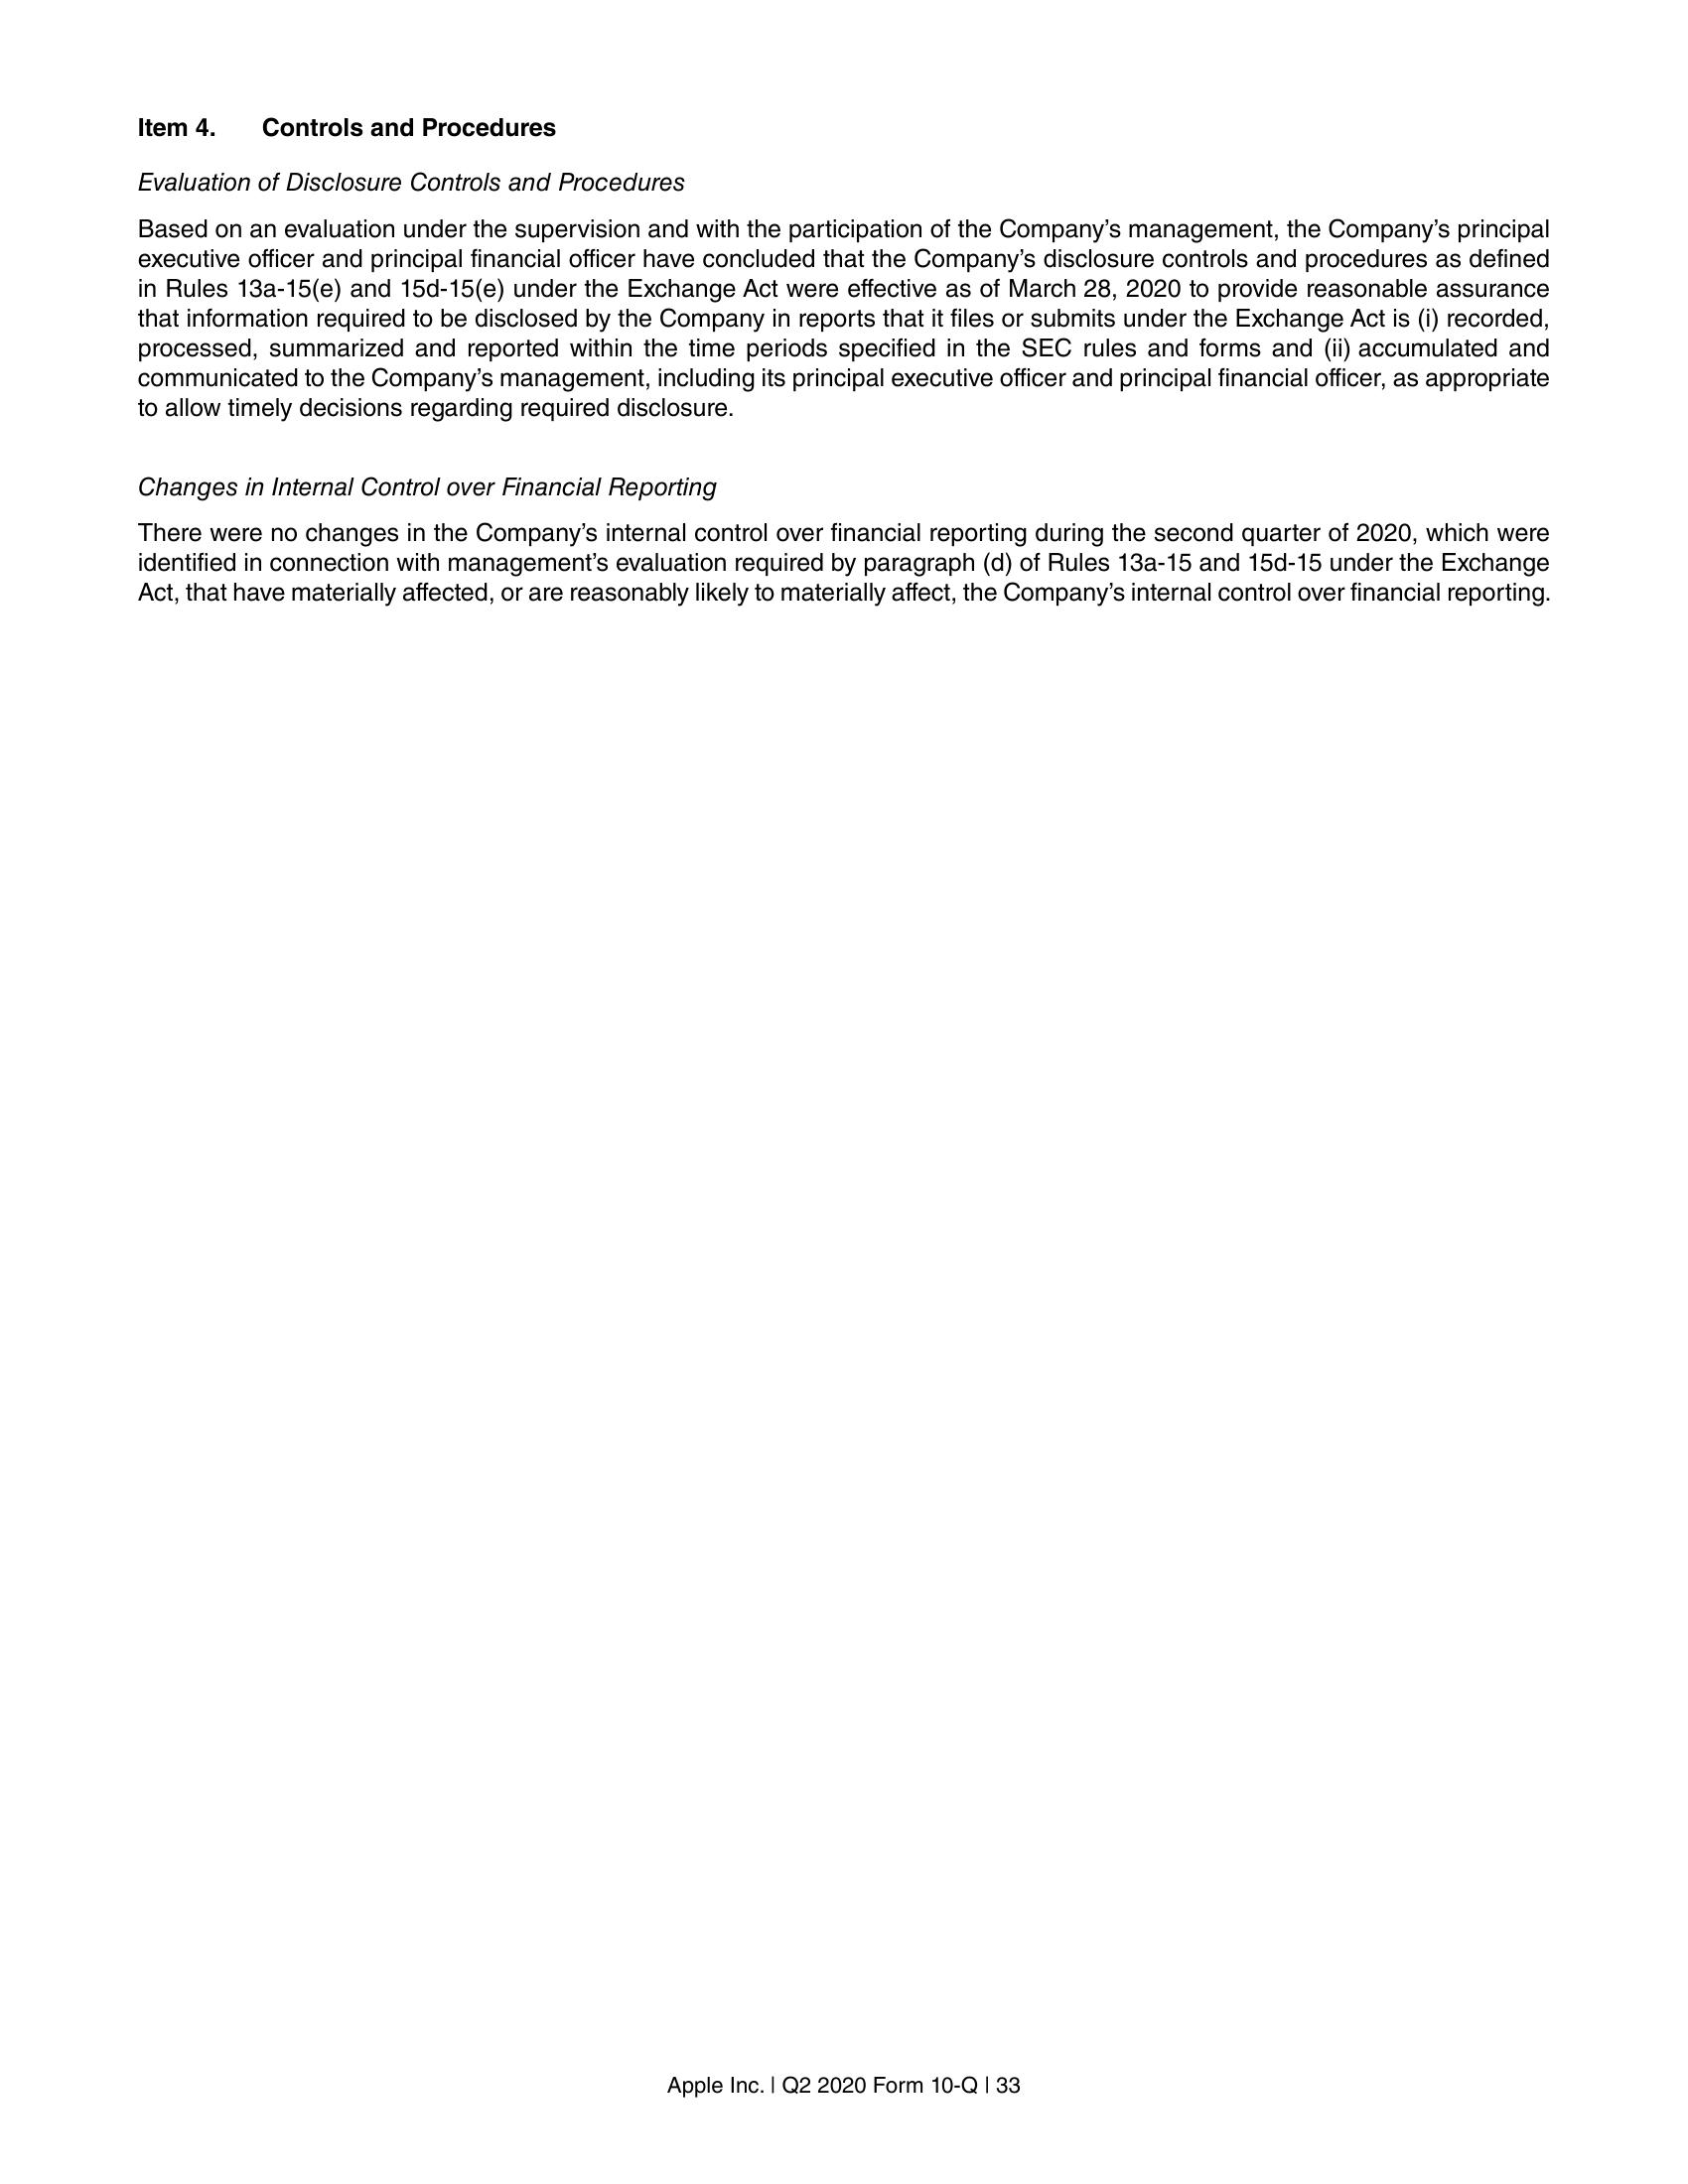 Item 4. Controls and Procedures
Evaluation of Disclosure Controls and Procedures
Based on an evaluation under the supervision and with the participation of the Company’s management, the Company’s principal
executive officer and principal financial officer have concluded that the Company’s disclosure controls and procedures as defined
in Rules 13a-15(e) and 15d-15(e) under the Exchange Act were effective as of March 28, 2020 to provide reasonable assurance
that information required to be disclosed by the Company in reports that it files or submits under the Exchange Act is (i) recorded,
processed, summarized and reported within the time periods specified in the SEC rules and forms and (ii) accumulated and
communicated to the Company’s management, including its principal executive officer and principal financial officer, as appropriate
to allow timely decisions regarding required disclosure.
Changes in Internal Control over Financial Reporting
There were no changes in the Company’s internal control over financial reporting during the second quarter of 2020, which were
identified in connection with management’s evaluation required by paragraph (d) of Rules 13a-15 and 15d-15 under the Exchange
Act, that have materially affected, or are reasonably likely to materially affect, the Company’s internal control over financial reporting.
Apple Inc. | Q2 2020 Form 10-Q | 33